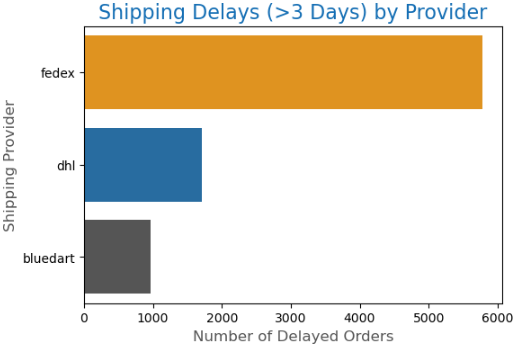 Shipping Delays (>3 Days) by Provider
Shipping Provider
fedex
dhl
bluedart
0 1000 2000 3000 4000 5000 6000
Number of Delayed Orders